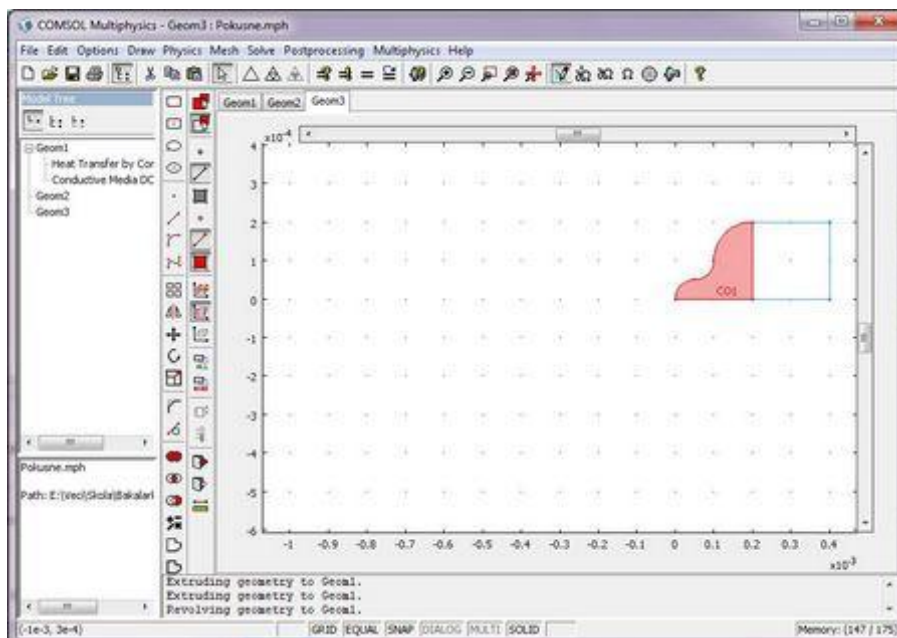 COMSOL Multiphysics - Geom3 : Pokusne.mph
File Edit Options Draw Physics Mesh Solve Postprocessing Multiphysics Help
Model Tree
Geom1 Geom2 Geom3
Geom1
Heat Transfer by Cor
Conductive Media DC
Geom2
Geom3
x10⁻⁴
4
3
2
1
0
-1
-2
-3
-4
-5
-6
CO1
-1 -0.9 -0.8 -0.7 -0.6 -0.5 -0.4 -0.3 -0.2 -0.1 0 0.1 0.2 0.3 0.4
x10⁻³
Pokusne.mph
Path: E:\Veci\Skola\Bakalar
Extruding geometry to Geom1.
Extruding geometry to Geom1.
Revolving geometry to Geom1.
(-1e-3, 3e-4)
GRID EQUAL SNAP DIALOG MULTI SOLID
Memory: (147 / 175)